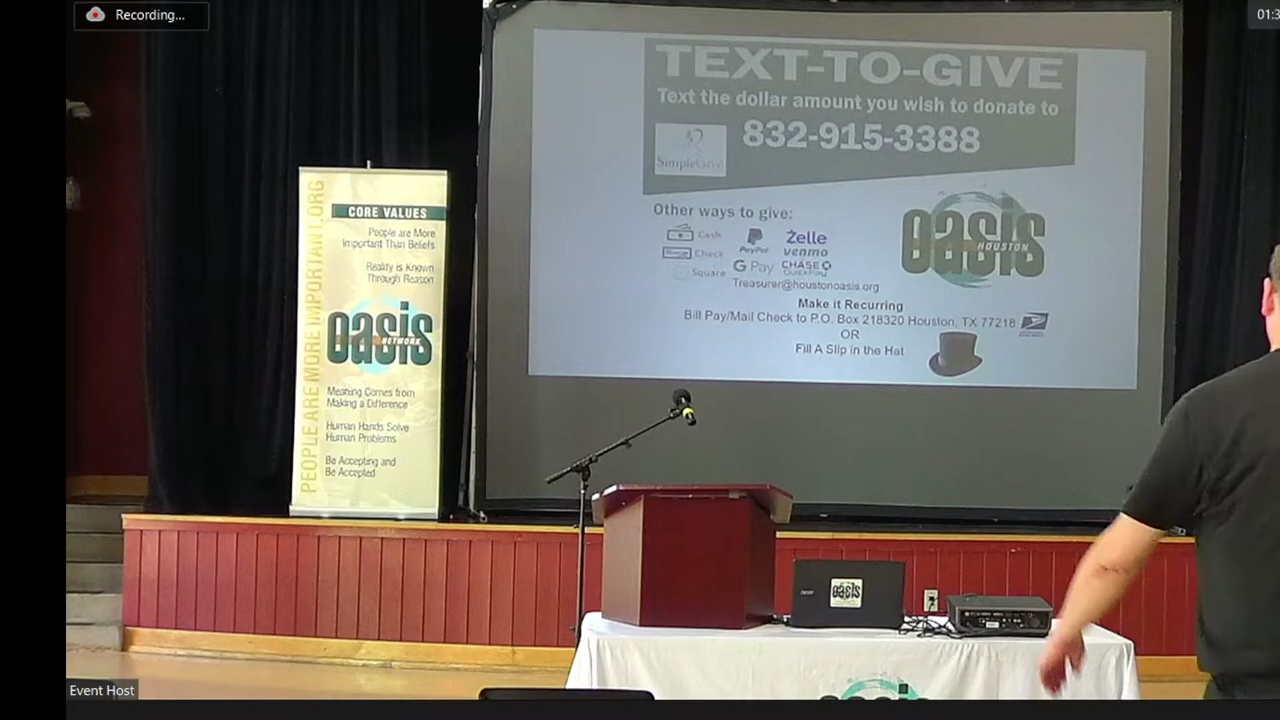 Recording...
01:3
TEXT-TO-GIVE
Text the dollar amount you wish to donate to
832-915-3388
SimpleGive
Other ways to give:
Cash
Check
Square
PayPal
G Pay
Zelle
venmo
CHASE
QuickPay
Treasurer@houstonoasis.org
oasis
HOUSTON
Make it Recurring
Bill Pay/Mail Check to P.O. Box 218320 Houston, TX 77218
OR
Fill A Slip in the Hat
PEOPLE ARE MORE IMPORTANT.ORG
CORE VALUES
People are More
Important Than Beliefs
Reality is Known
Through Reason
oasis
NETWORK
Meaning Comes from
Making a Difference
Human Hands Solve
Human Problems
Be Accepting and
Be Accepted
oasis
Event Host